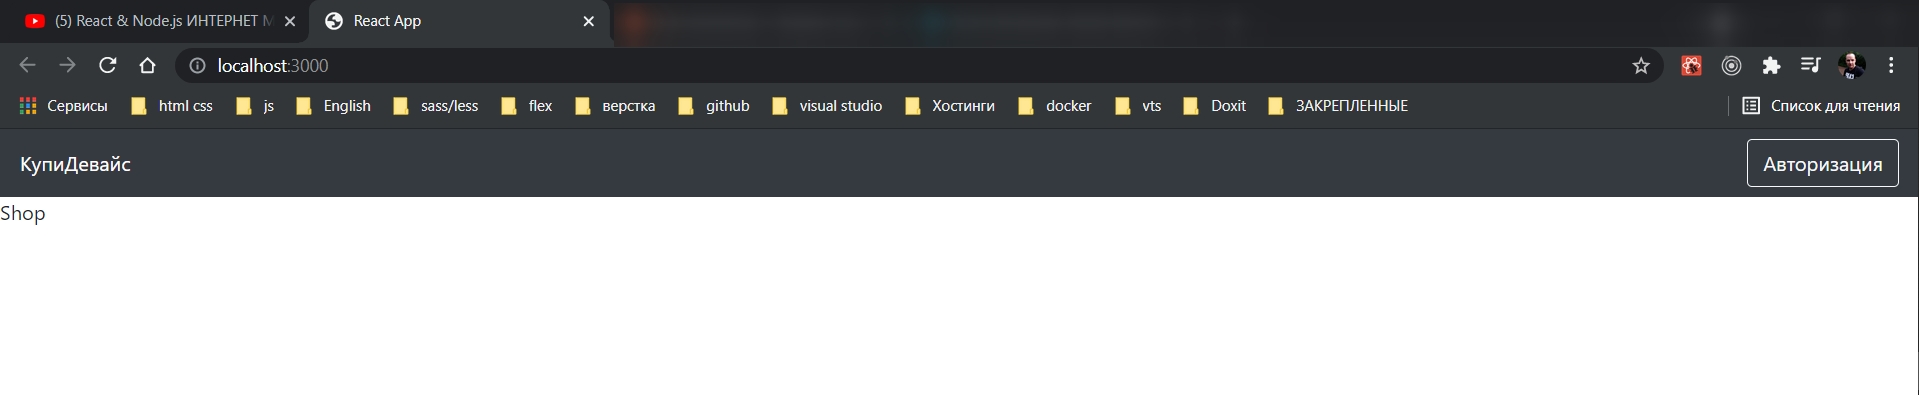 (5) React & Node.js ИНТЕРНЕТ М
React App
localhost:3000
Сервисы html css js English sass/less flex верстка github visual studio Хостинги docker vts Doxit ЗАКРЕПЛЕННЫЕ Список для чтения
КупиДевайс Авторизация
Shop